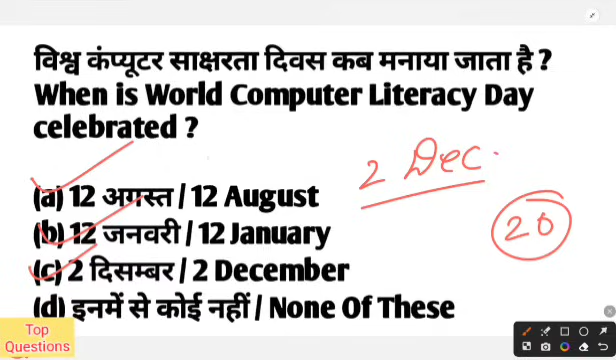 विश्व कंप्यूटर साक्षरता दिवस कब मनाया जाता है ?
When is World Computer Literacy Day
celebrated ?
2 Dec.
(a) 12 अगस्त / 12 August
(b) 12 जनवरी / 12 January
20
(c) 2 दिसम्बर / 2 December
(d) इनमें से कोई नहीं / None Of These
Top
Questions